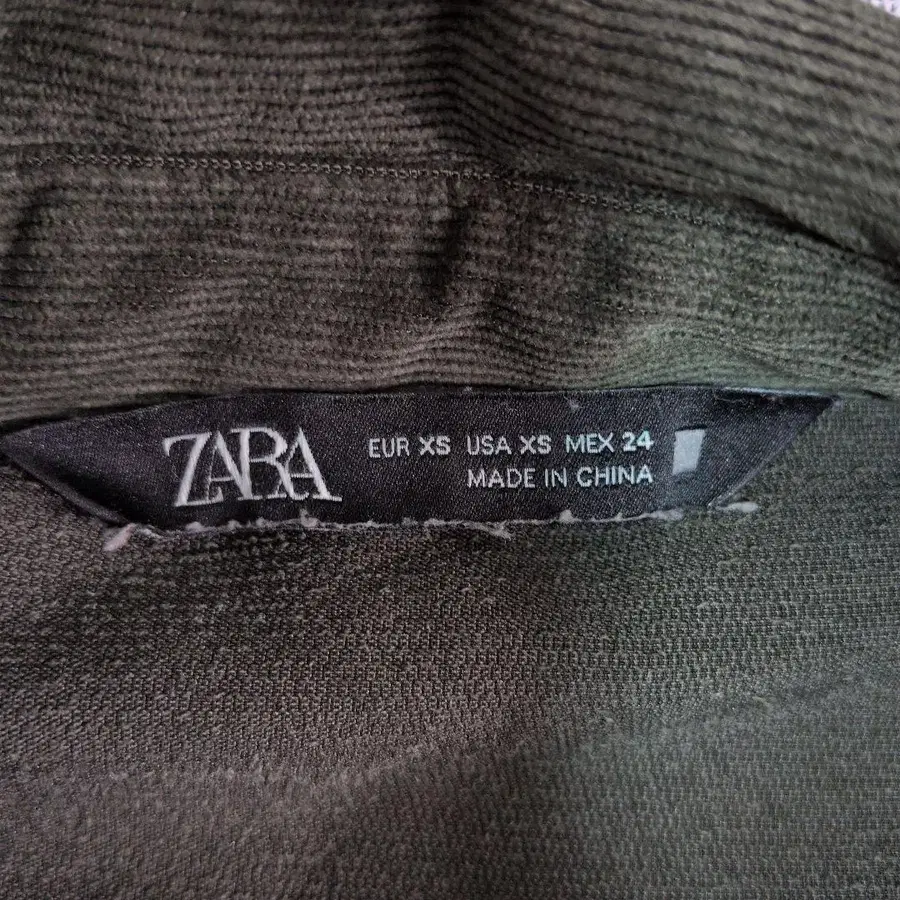 ZARA
EUR XS USA XS MEX 24
MADE IN CHINA